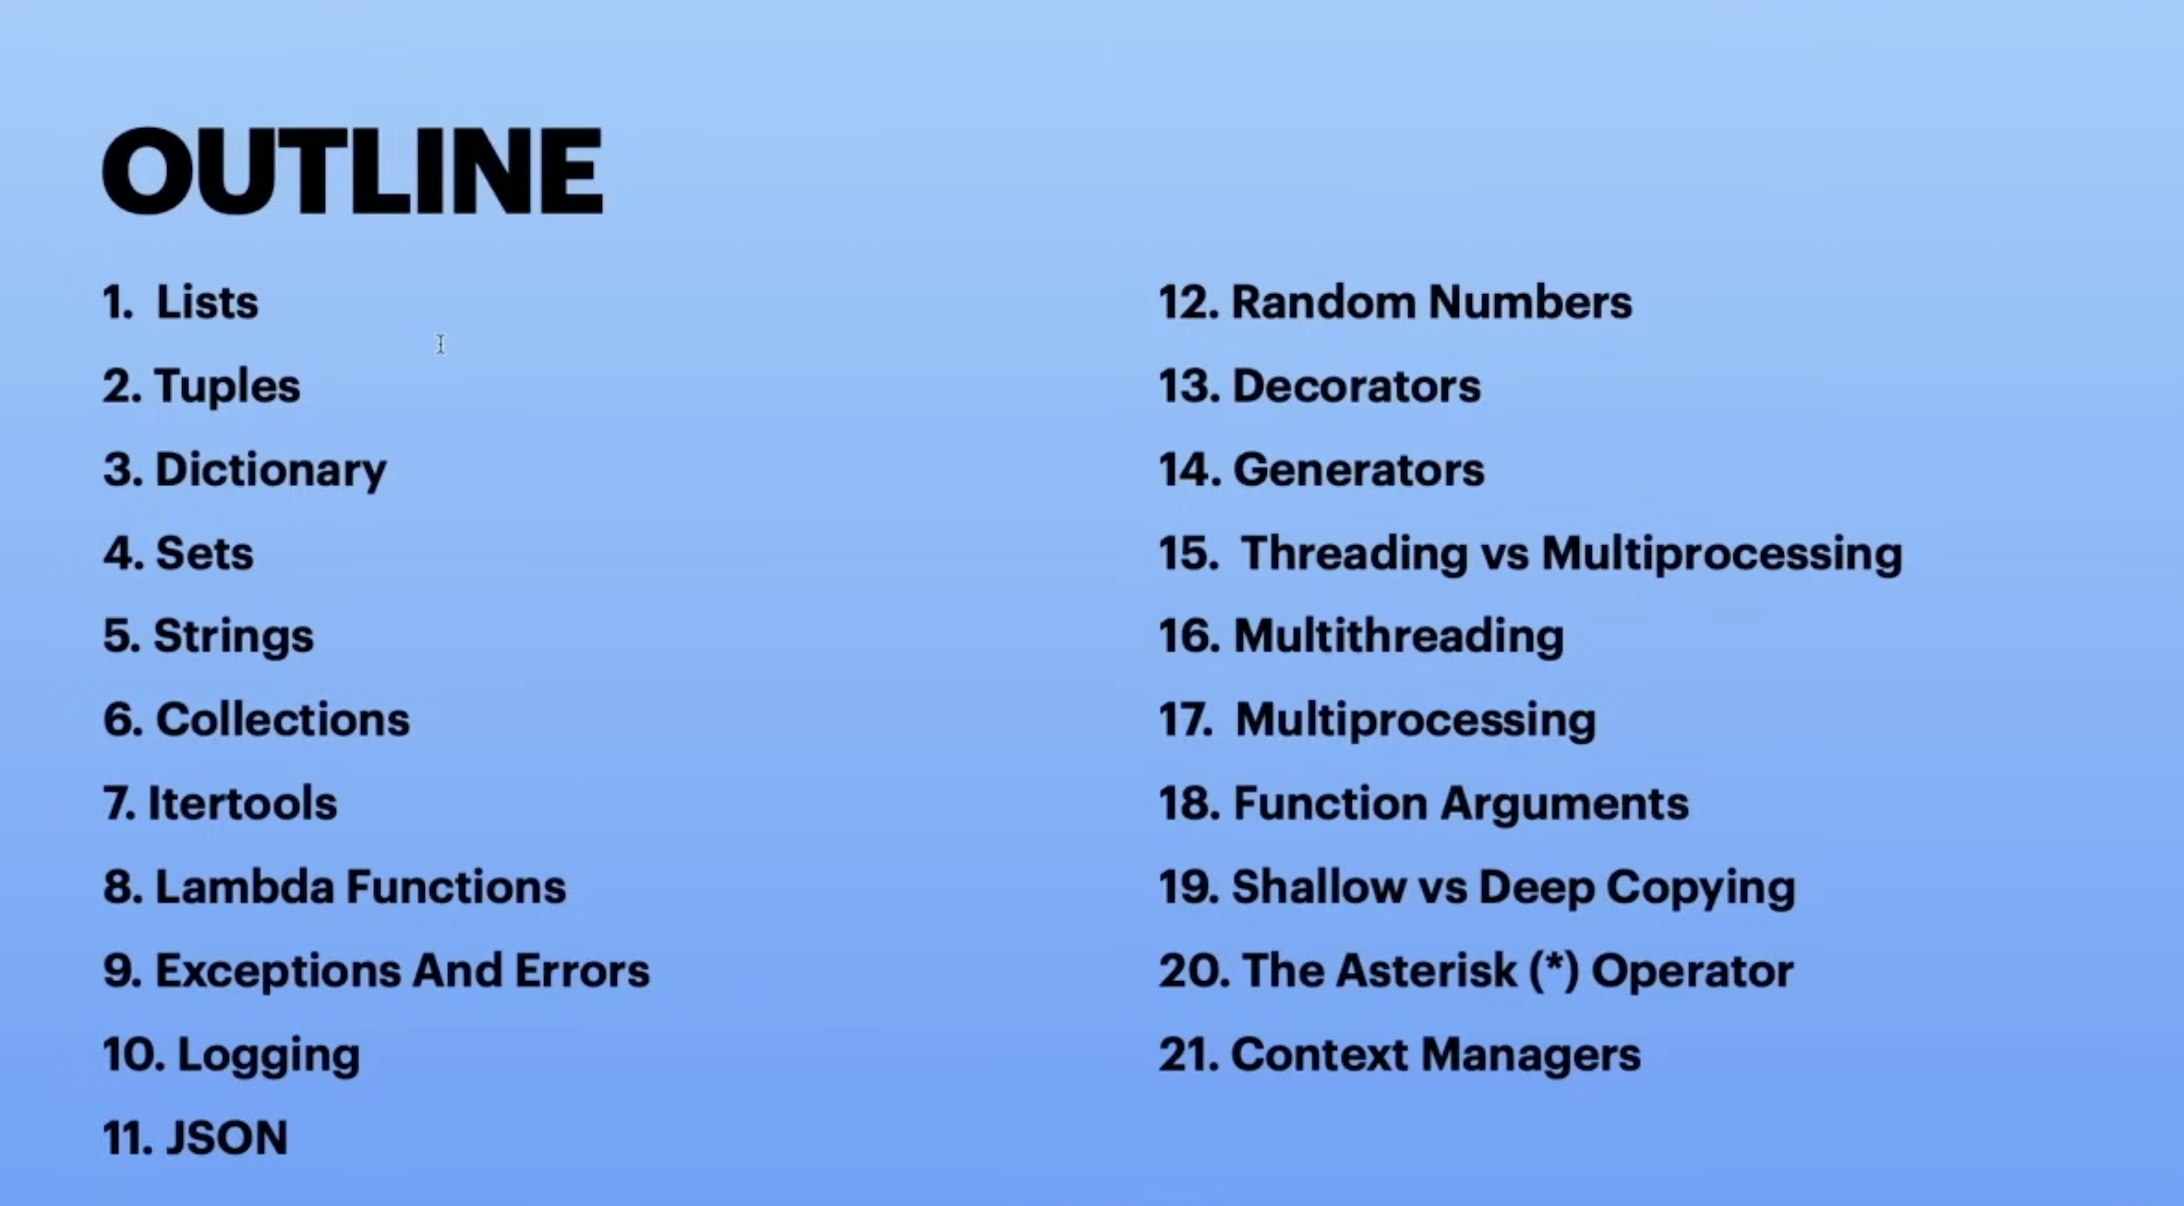 OUTLINE
1. Lists
2. Tuples
3. Dictionary
4. Sets
5. Strings
6. Collections
7. Itertools
8. Lambda Functions
9. Exceptions And Errors
10. Logging
11. JSON
12. Random Numbers
13. Decorators
14. Generators
15. Threading vs Multiprocessing
16. Multithreading
17. Multiprocessing
18. Function Arguments
19. Shallow vs Deep Copying
20. The Asterisk (*) Operator
21. Context Managers